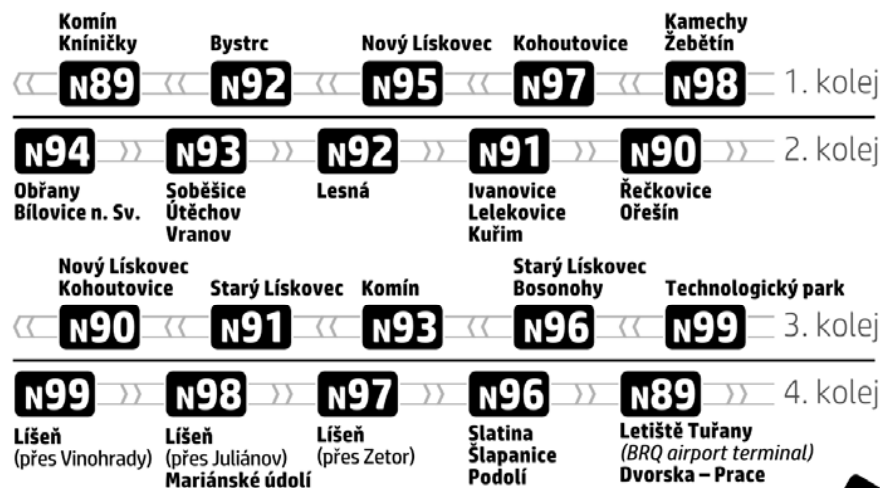 Komín
Kníničky
Bystrc
Nový Lískovec
Kohoutovice
Kamechy
Žebětín
N89 N92 N95 N97 N98 1. kolej
N94 N93 N92 N91 N90 2. kolej
Obřany
Bílovice n. Sv.
Soběšice
Útěchov
Vranov
Lesná
Ivanovice
Lelekovice
Kuřim
Řečkovice
Ořešín
Nový Lískovec
Kohoutovice
Starý Lískovec
Komín
Starý Lískovec
Bosonohy
Technologický park
N90 N91 N93 N96 N99 3. kolej
N99 N98 N97 N96 N89 4. kolej
Líšeň
(přes Vinohrady)
Líšeň
(přes Juliánov)
Mariánské údolí
Líšeň
(přes Zetor)
Slatina
Šlapanice
Podolí
Letiště Tuřany
(BRQ airport terminal)
Dvorska – Prace